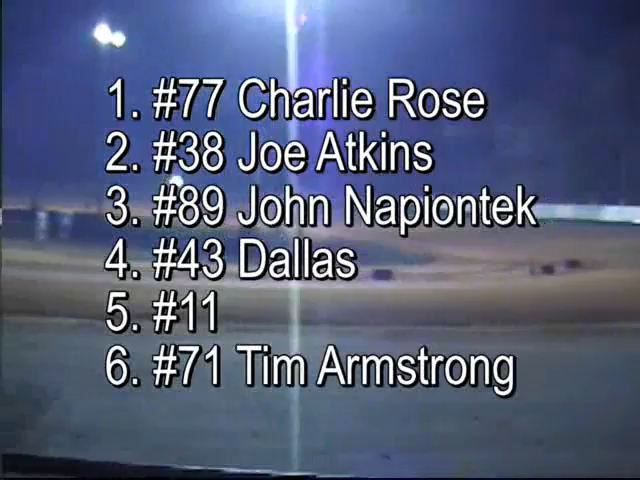 1. #77 Charlie Rose
2. #38 Joe Atkins
3. #89 John Napiontek
4. #43 Dallas
5. #11
6. #71 Tim Armstrong